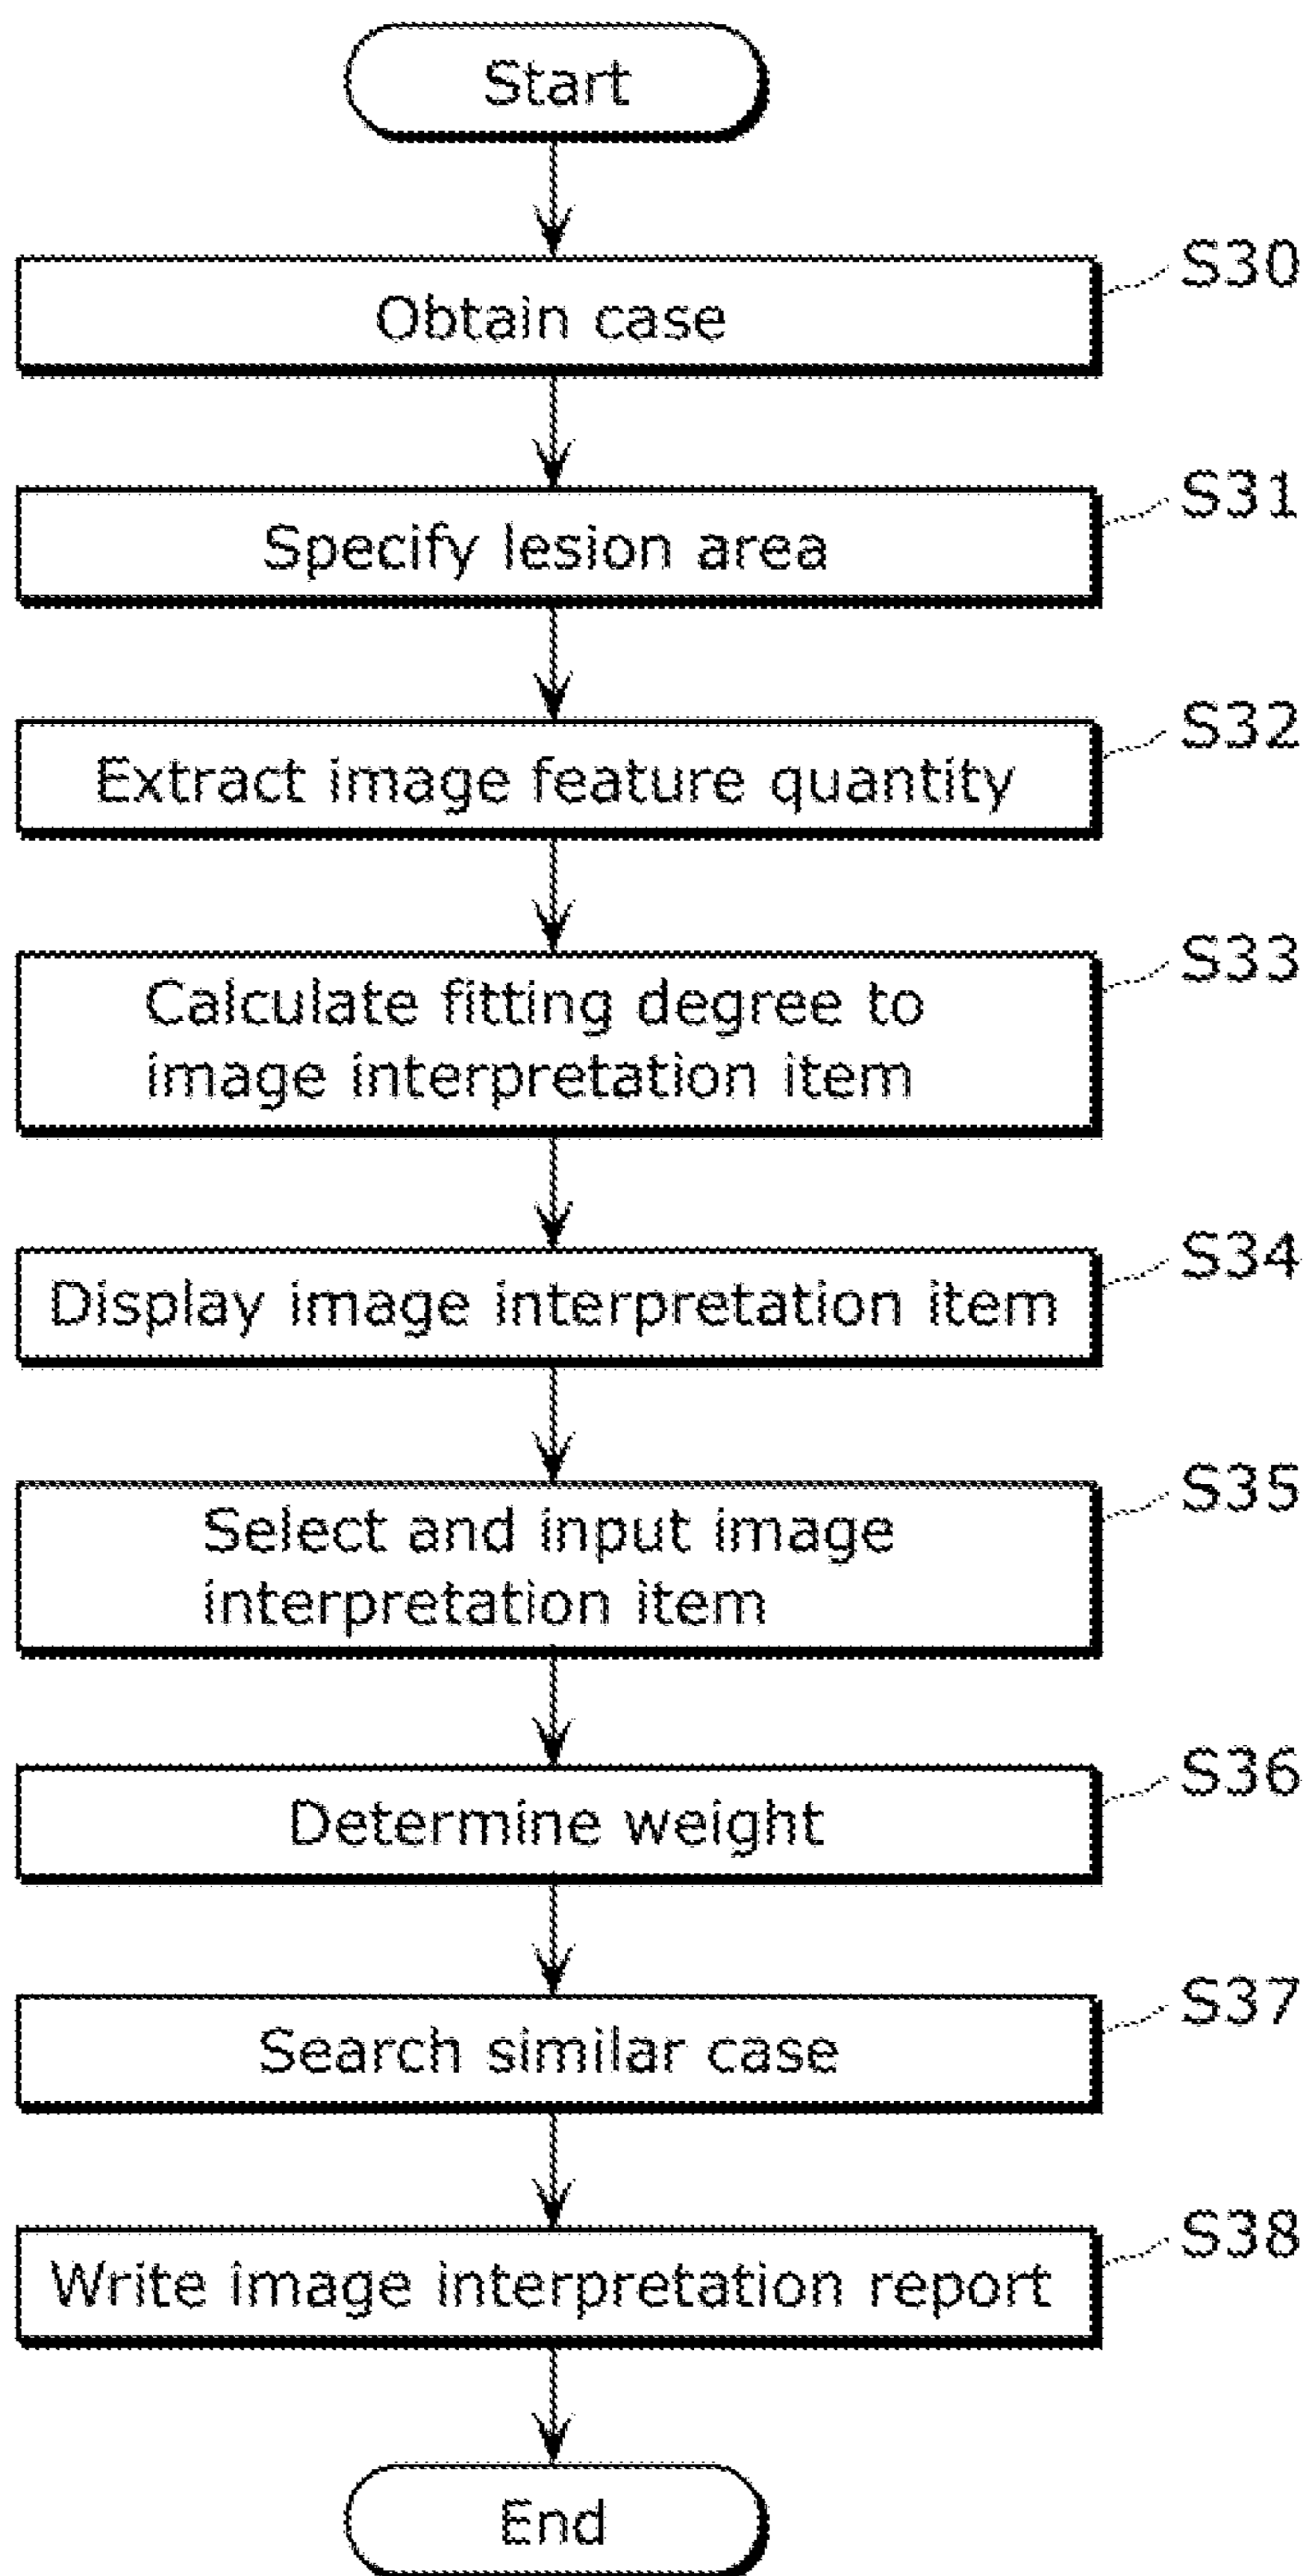 Start
S30
Obtain case
S31
Specify lesion area
S32
Extract image feature quantity
S33
Calculate fitting degree to
image interpretation item
S34
Display image interpretation item
S35
Select and input image
interpretation item
S36
Determine weight
S37
Search similar case
S38
Write image interpretation report
End